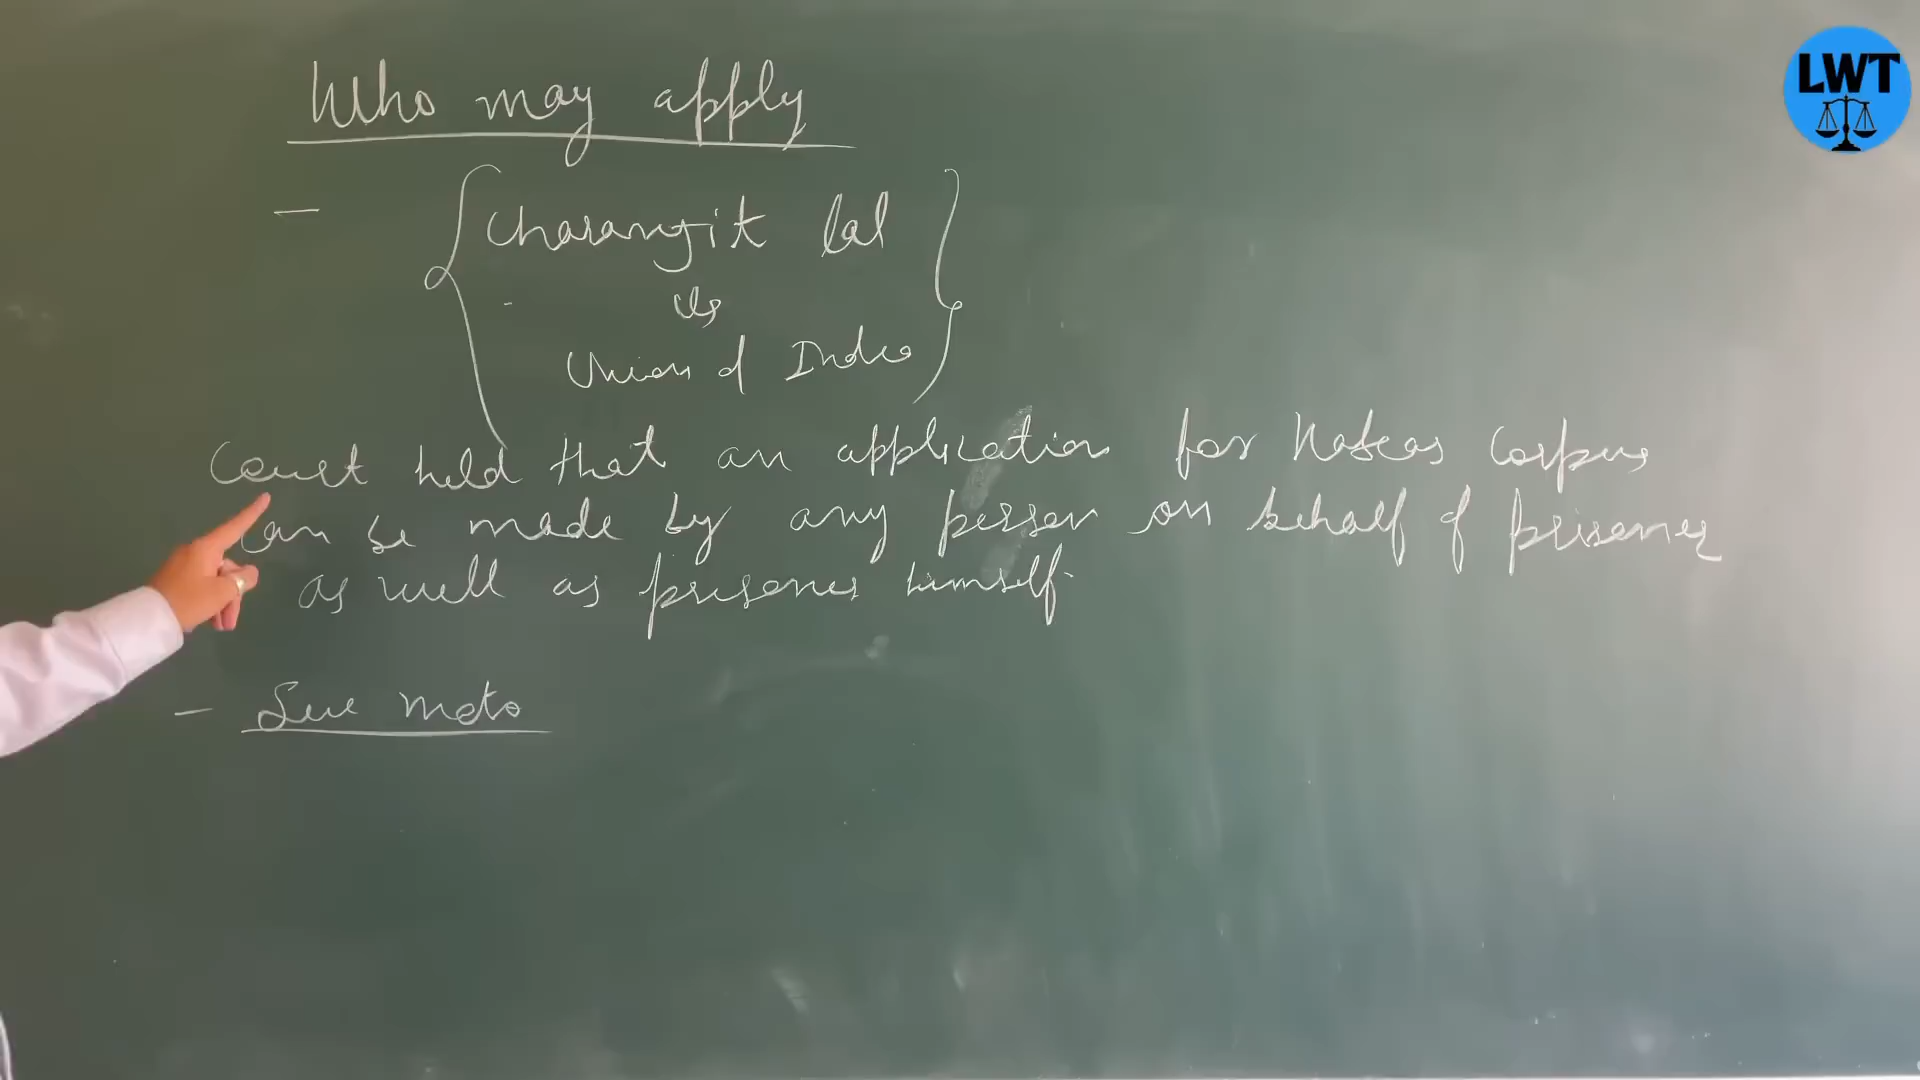 Who may apply
LWT
- Charanjit Lal
Vs
Union of India
Court held that an application for Habeas Corpus
can be made by any person on behalf of prisoner
as well as prisoner himself.
- Suo Moto